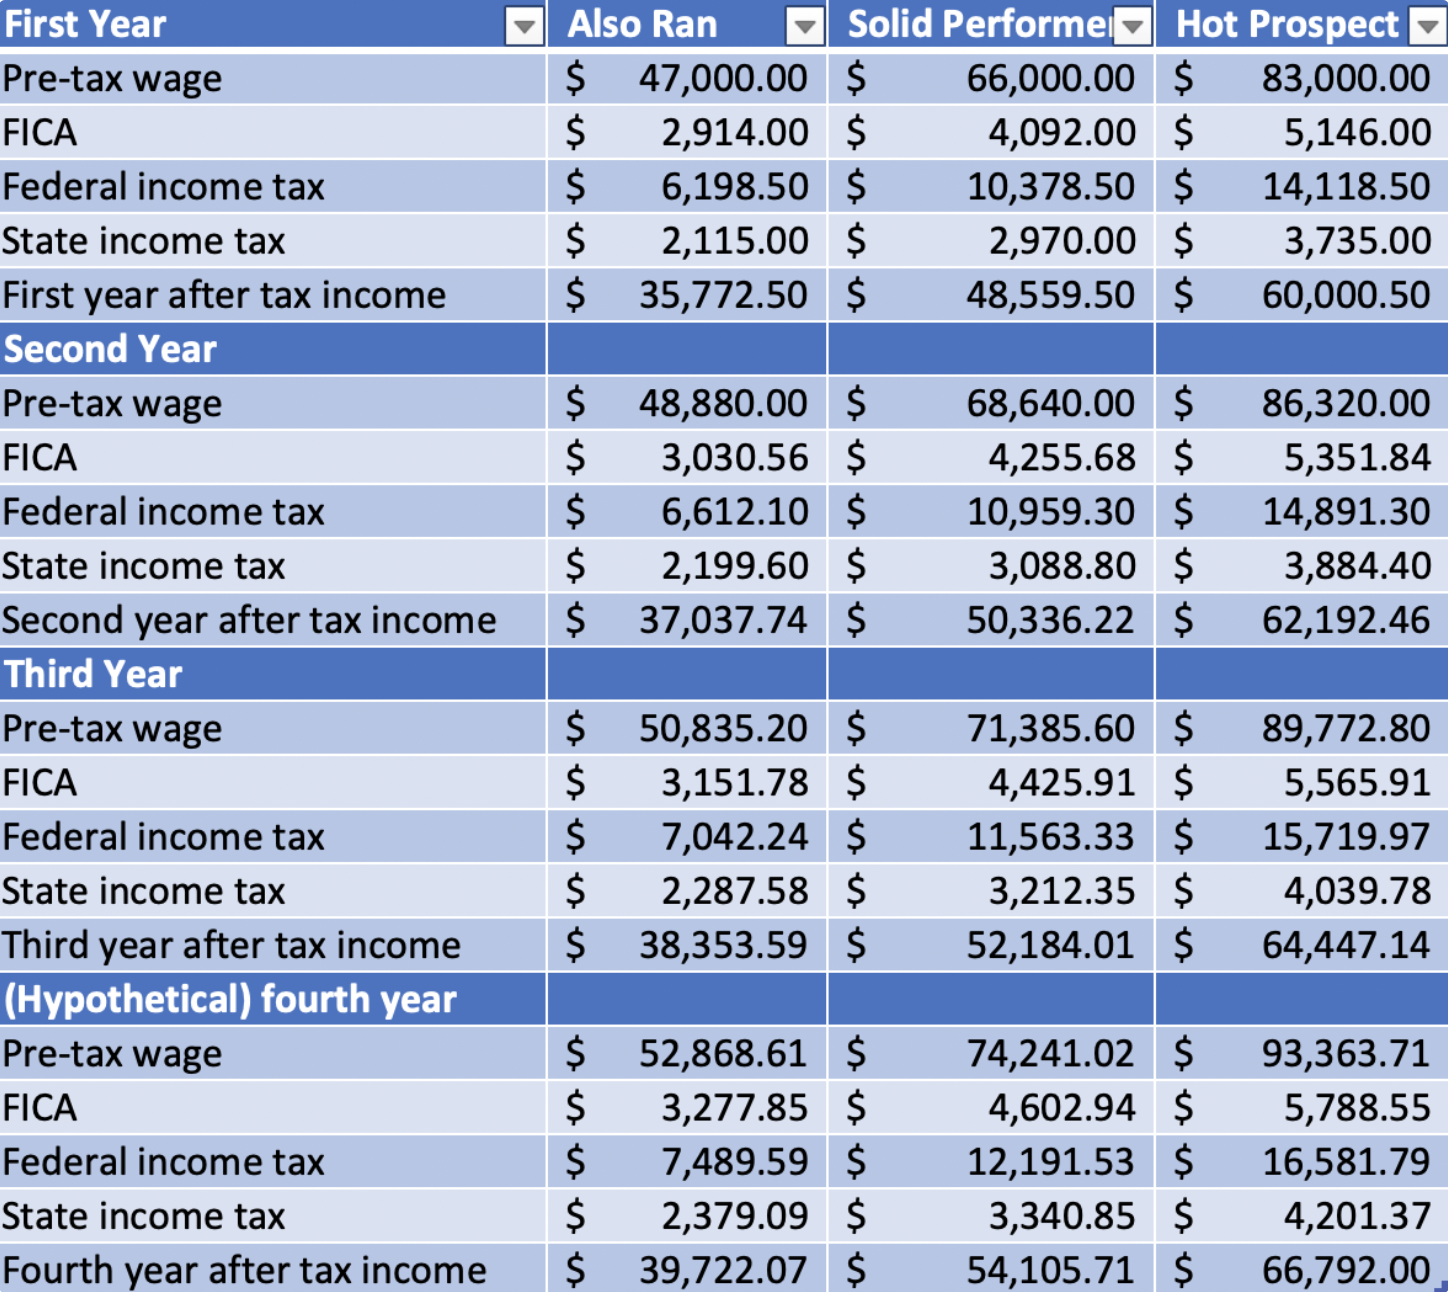 First Year Also Ran Solid Performer Hot Prospect
Pre-tax wage $ 47,000.00 $ 66,000.00 $ 83,000.00
FICA $ 2,914.00 $ 4,092.00 $ 5,146.00
Federal income tax $ 6,198.50 $ 10,378.50 $ 14,118.50
State income tax $ 2,115.00 $ 2,970.00 $ 3,735.00
First year after tax income $ 35,772.50 $ 48,559.50 $ 60,000.50
Second Year
Pre-tax wage $ 48,880.00 $ 68,640.00 $ 86,320.00
FICA $ 3,030.56 $ 4,255.68 $ 5,351.84
Federal income tax $ 6,612.10 $ 10,959.30 $ 14,891.30
State income tax $ 2,199.60 $ 3,088.80 $ 3,884.40
Second year after tax income $ 37,037.74 $ 50,336.22 $ 62,192.46
Third Year
Pre-tax wage $ 50,835.20 $ 71,385.60 $ 89,772.80
FICA $ 3,151.78 $ 4,425.91 $ 5,565.91
Federal income tax $ 7,042.24 $ 11,563.33 $ 15,719.97
State income tax $ 2,287.58 $ 3,212.35 $ 4,039.78
Third year after tax income $ 38,353.59 $ 52,184.01 $ 64,447.14
(Hypothetical) fourth year
Pre-tax wage $ 52,868.61 $ 74,241.02 $ 93,363.71
FICA $ 3,277.85 $ 4,602.94 $ 5,788.55
Federal income tax $ 7,489.59 $ 12,191.53 $ 16,581.79
State income tax $ 2,379.09 $ 3,340.85 $ 4,201.37
Fourth year after tax income $ 39,722.07 $ 54,105.71 $ 66,792.00